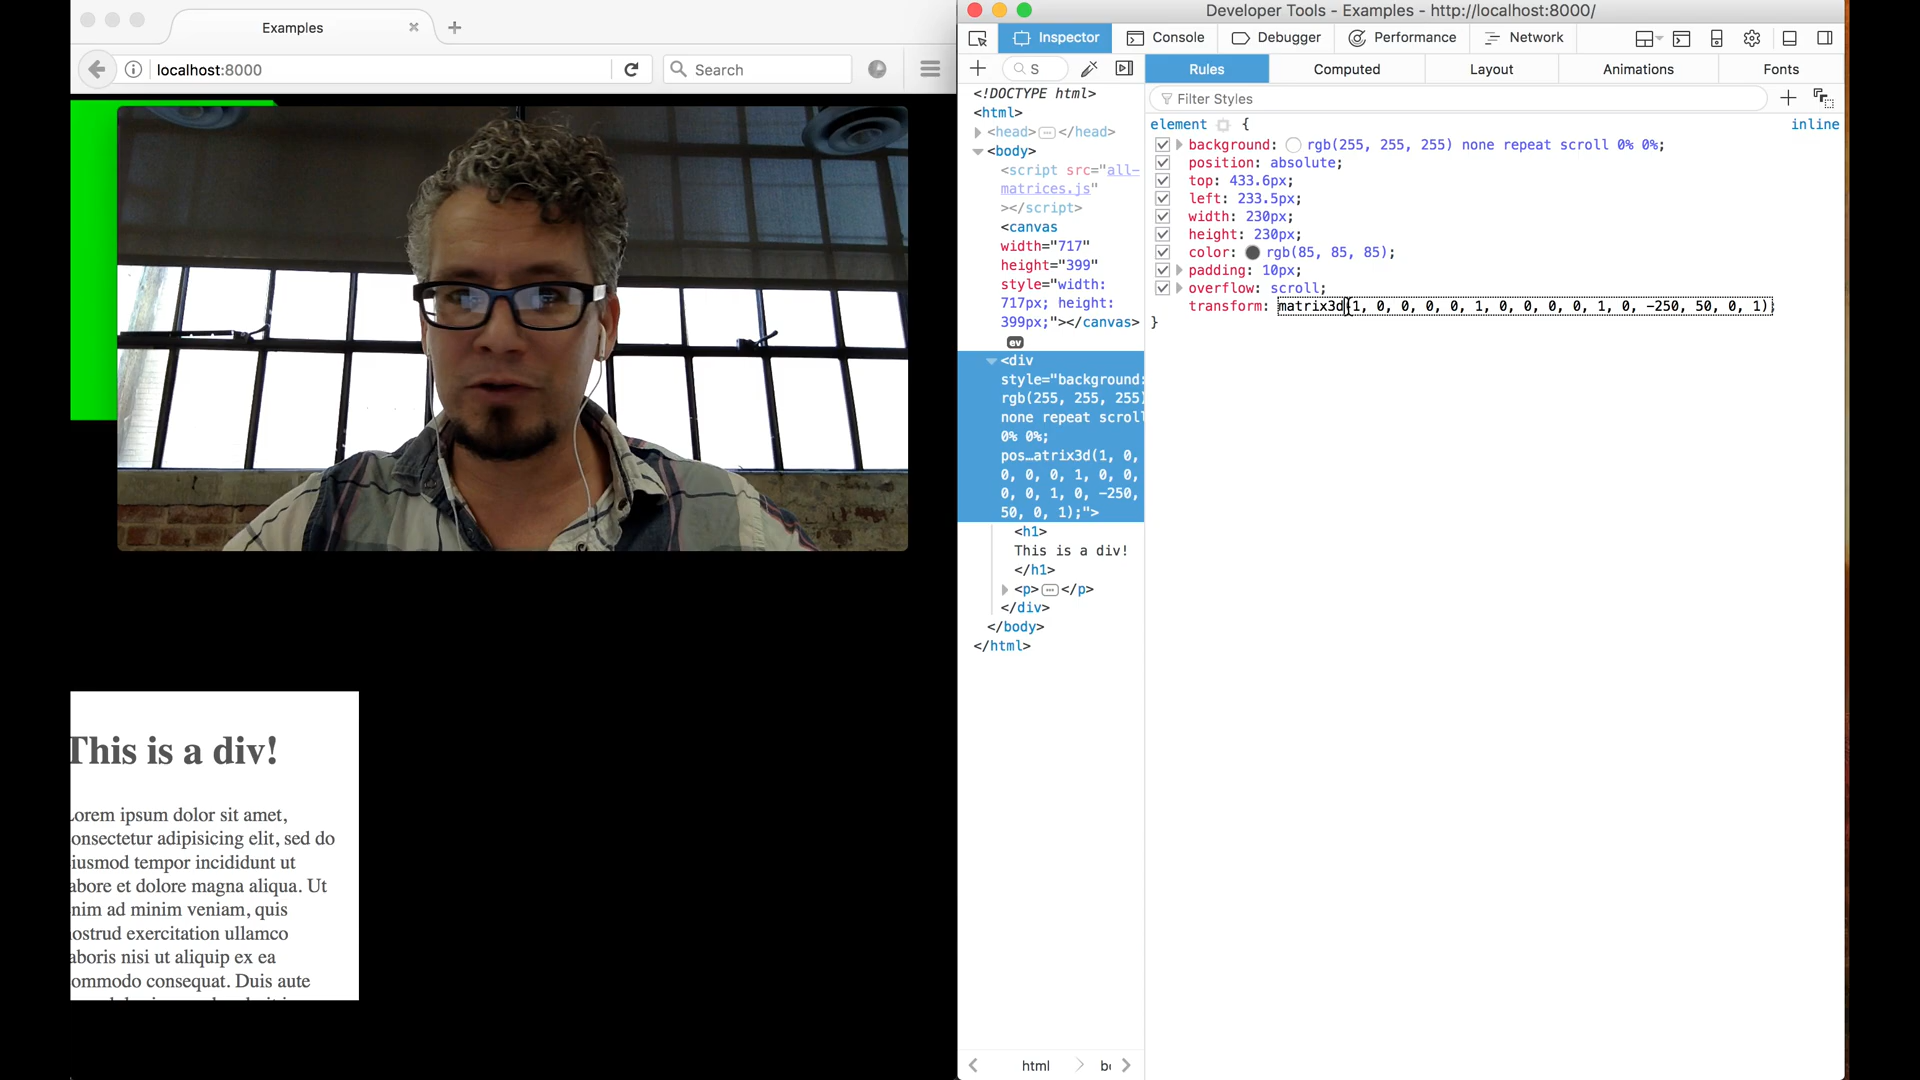 Examples
localhost:8000
Search
This is a div!
Lorem ipsum dolor sit amet,
consectetur adipisicing elit, sed do
eiusmod tempor incididunt ut
labore et dolore magna aliqua. Ut
enim ad minim veniam, quis
nostrud exercitation ullamco
laboris nisi ut aliquip ex ea
commodo consequat. Duis aute
Developer Tools - Examples - http://localhost:8000/
Inspector
Console
Debugger
Performance
Network
S
Rules
Computed
Layout
Animations
Fonts
<!DOCTYPE html>
<html>
<head></head>
<body>
<script src="all-
matrices.js"
></script>
<canvas
width="717"
height="399"
style="width:
717px; height:
399px;"></canvas>
ev
<div
style="background:
rgb(255, 255, 255)
none repeat scroll
0% 0%;
pos…atrix3d(1, 0,
0, 0, 0, 1, 0, 0,
0, 0, 1, 0, -250,
50, 0, 1);">
<h1>
This is a div!
</h1>
<p></p>
</div>
</body>
</html>
html
Filter Styles
element {
inline
background: rgb(255, 255, 255) none repeat scroll 0% 0%;
position: absolute;
top: 433.6px;
left: 233.5px;
width: 230px;
height: 230px;
color: rgb(85, 85, 85);
padding: 10px;
overflow: scroll;
transform: matrix3d(1, 0, 0, 0, 0, 1, 0, 0, 0, 0, 1, 0, -250, 50, 0, 1);
}